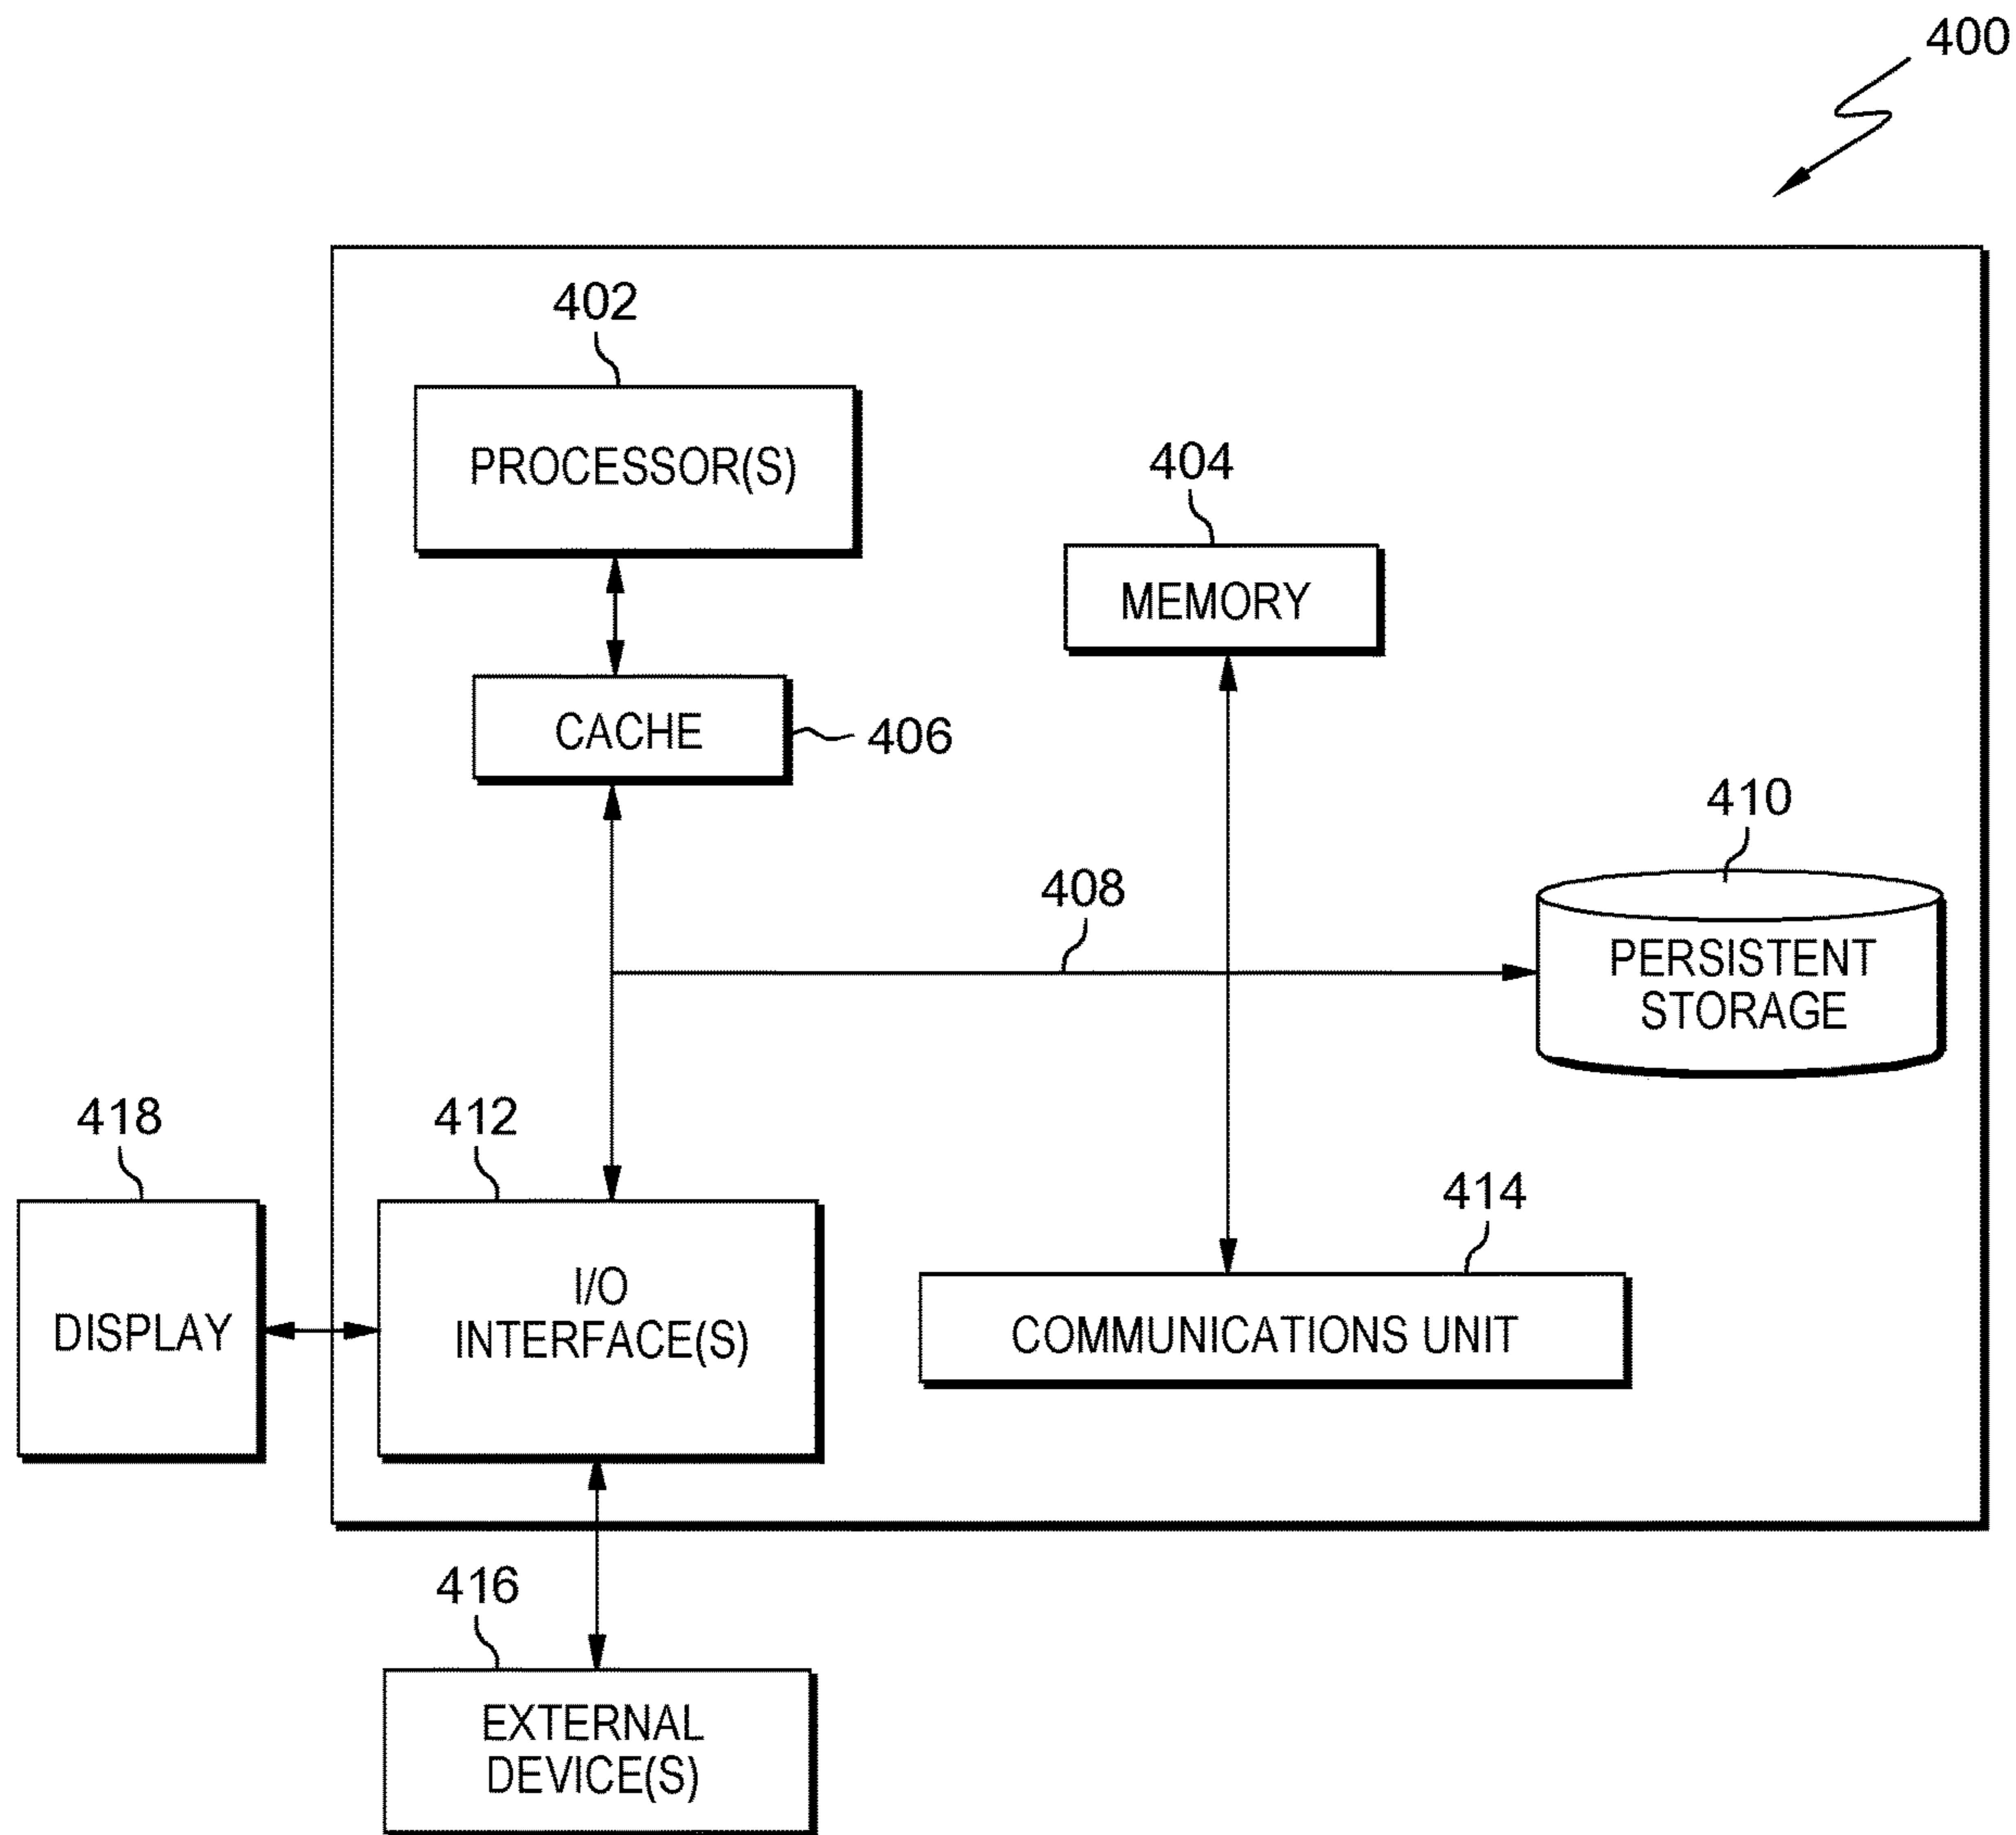 400
402
PROCESSOR(S)
404
MEMORY
CACHE
406
410
408
PERSISTENT
STORAGE
418
412
414
DISPLAY
I/O
INTERFACE(S)
COMMUNICATIONS UNIT
416
EXTERNAL
DEVICE(S)